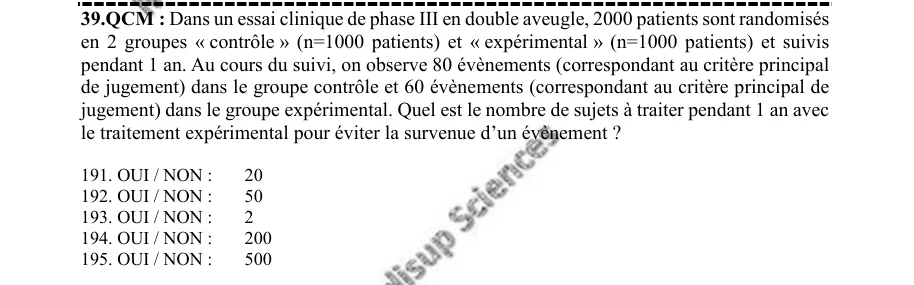 39.QCM : Dans un essai clinique de phase III en double aveugle, 2000 patients sont randomisés
en 2 groupes « contrôle » (n=1000 patients) et « expérimental » (n=1000 patients) et suivis
pendant 1 an. Au cours du suivi, on observe 80 évènements (correspondant au critère principal
de jugement) dans le groupe contrôle et 60 évènements (correspondant au critère principal de
jugement) dans le groupe expérimental. Quel est le nombre de sujets à traiter pendant 1 an avec
le traitement expérimental pour éviter la survenue d’un évènement ?
191. OUI / NON : 20
192. OUI / NON : 50
193. OUI / NON : 2
194. OUI / NON : 200
195. OUI / NON : 500
Sciences